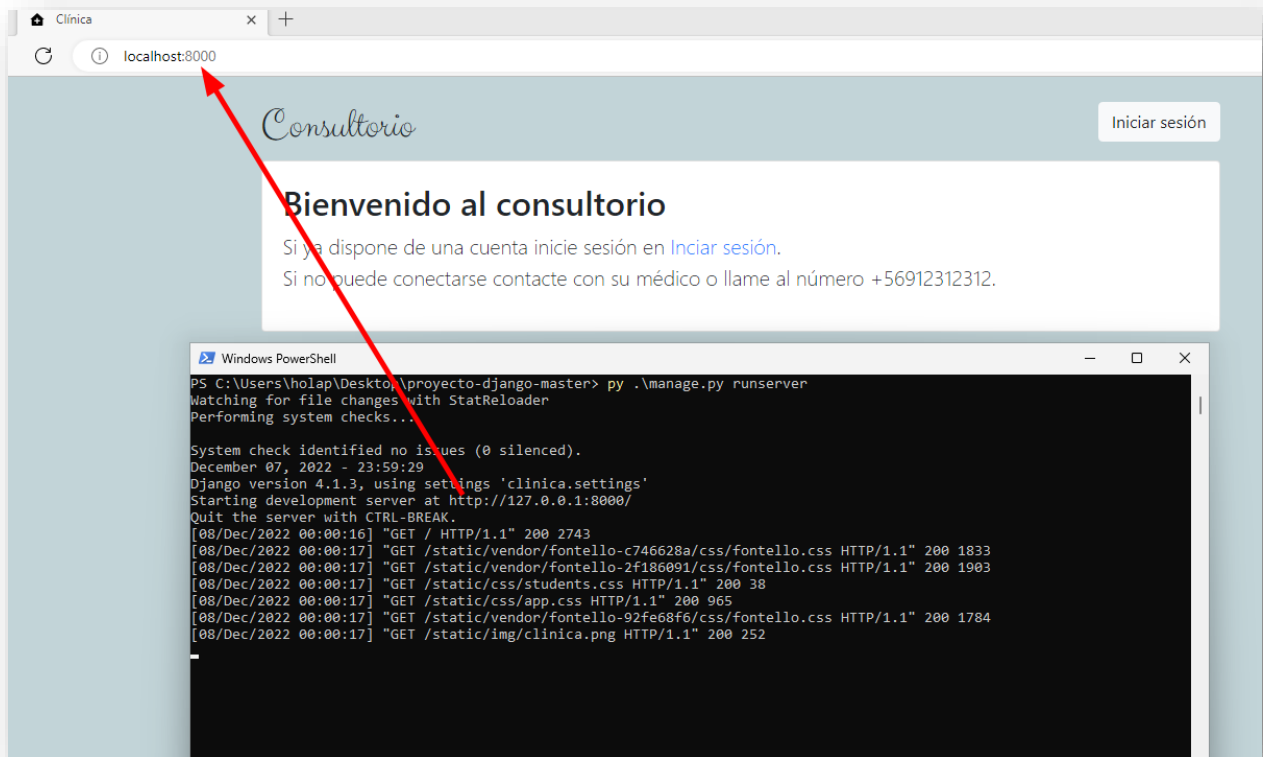 Clínica
localhost:8000
Consultorio
Iniciar sesión
Bienvenido al consultorio
Si ya dispone de una cuenta inicie sesión en Inciar sesión.
Si no puede conectarse contacte con su médico o llame al número +56912312312.
Windows PowerShell
PS C:\Users\holap\Desktop\proyecto-django-master> py .\manage.py runserver
Watching for file changes with StatReloader
Performing system checks...
System check identified no issues (0 silenced).
December 07, 2022 - 23:59:29
Django version 4.1.3, using settings 'clinica.settings'
Starting development server at http://127.0.0.1:8000/
Quit the server with CTRL-BREAK.
[08/Dec/2022 00:00:16] "GET / HTTP/1.1" 200 2743
[08/Dec/2022 00:00:17] "GET /static/vendor/fontello-c746628a/css/fontello.css HTTP/1.1" 200 1833
[08/Dec/2022 00:00:17] "GET /static/vendor/fontello-2f186091/css/fontello.css HTTP/1.1" 200 1903
[08/Dec/2022 00:00:17] "GET /static/css/students.css HTTP/1.1" 200 38
[08/Dec/2022 00:00:17] "GET /static/css/app.css HTTP/1.1" 200 965
[08/Dec/2022 00:00:17] "GET /static/vendor/fontello-92fe68f6/css/fontello.css HTTP/1.1" 200 1784
[08/Dec/2022 00:00:17] "GET /static/img/clinica.png HTTP/1.1" 200 252